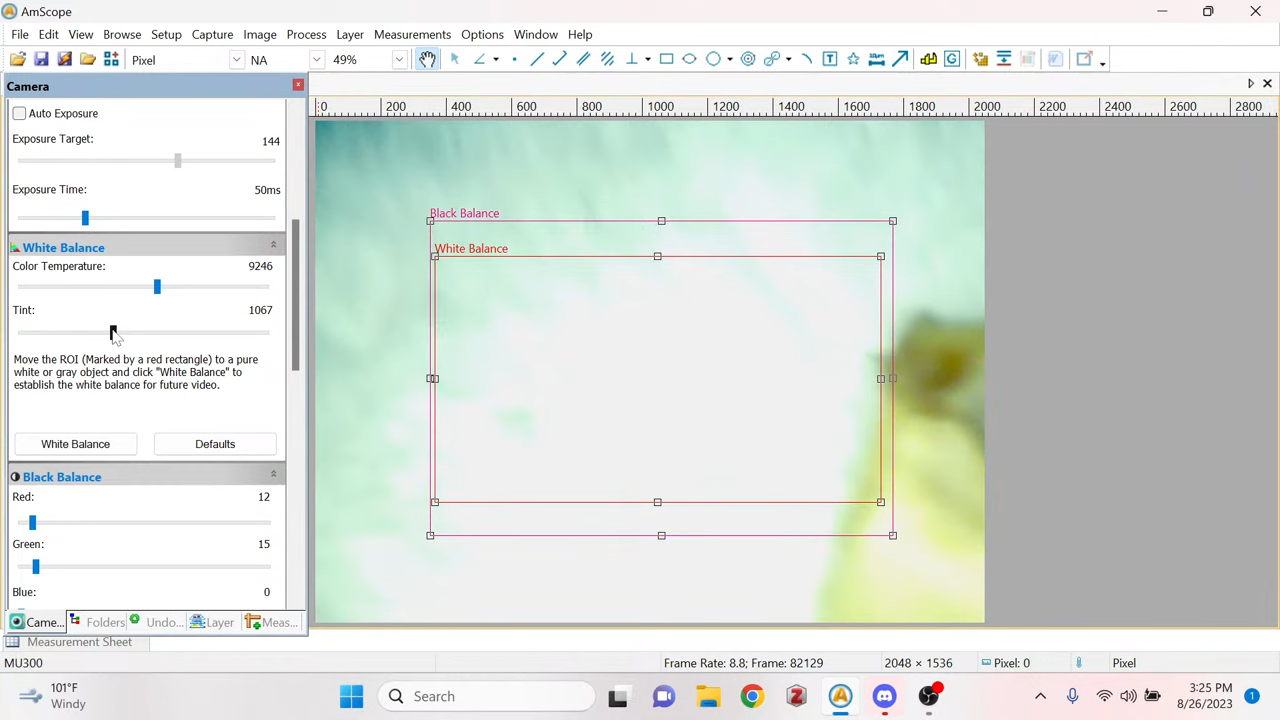 AmScope
File Edit View Browse Setup Capture Image Process Layer Measurements Options Window Help
Pixel NA 49%
Camera
0 200 400 600 800 1000 1200 1400 1600 1800 2000 2200 2400 2600 2800
Auto Exposure
Exposure Target: 144
Exposure Time: 50ms
White Balance
Color Temperature: 9246
Tint: 1067
Move the ROI (Marked by a red rectangle) to a pure
white or gray object and click "White Balance" to
establish the white balance for future video.
White Balance Defaults
Black Balance
Red: 12
Green: 15
Blue: 0
Black Balance
White Balance
Came... Folders Undo... Layer Meas...
Measurement Sheet
MU300 Frame Rate: 8.8; Frame: 82129 2048 × 1536 Pixel: 0 Pixel
101°F
Windy
Search
3:25 PM
8/26/2023
1